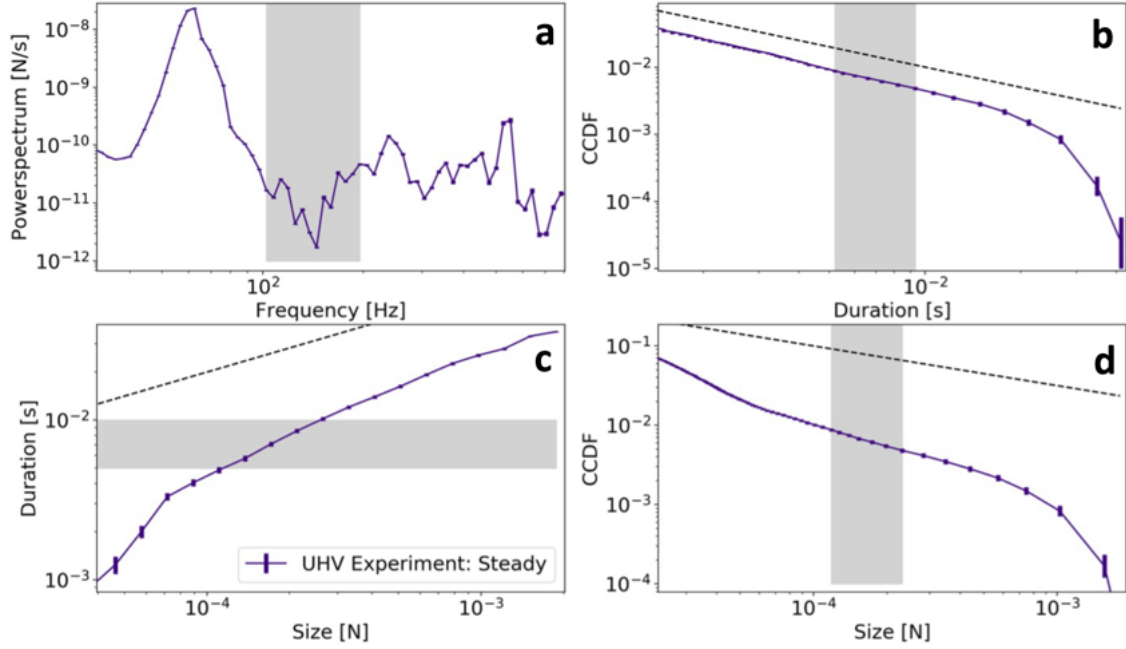 10⁻⁸
10⁻⁹
10⁻¹⁰
10⁻¹¹
10⁻¹²
Powerspectrum [N/s]
a
10²
Frequency [Hz]
10⁻²
10⁻³
10⁻⁴
10⁻⁵
CCDF
b
10⁻²
Duration [s]
10⁻²
10⁻³
Duration [s]
c
UHV Experiment: Steady
10⁻⁴
10⁻³
Size [N]
10⁻¹
10⁻²
10⁻³
10⁻⁴
CCDF
d
10⁻⁴
10⁻³
Size [N]